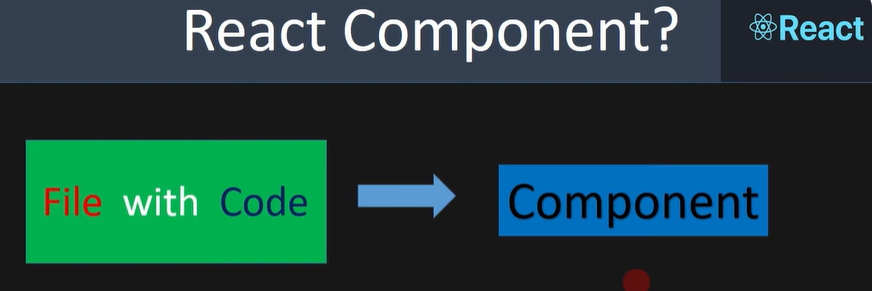 React Component?
React
File with Code
Component